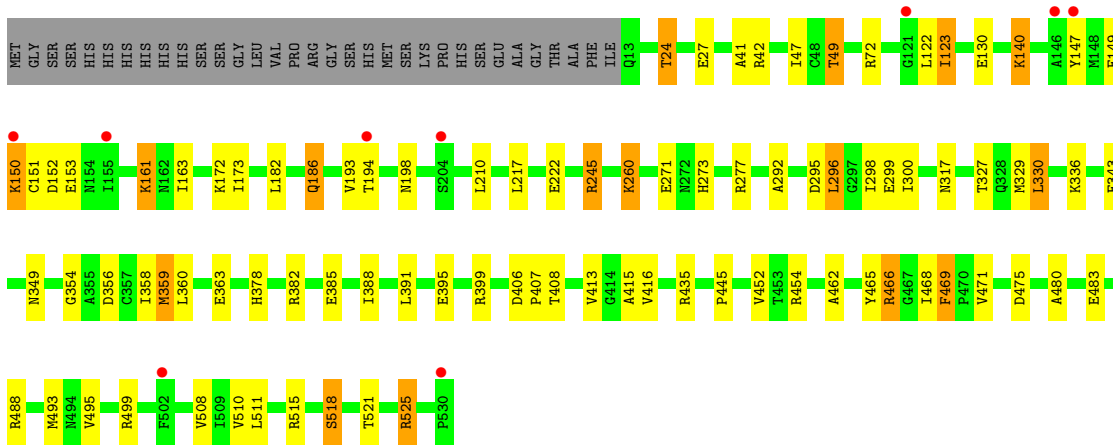 MET GLY SER SER HIS HIS HIS HIS HIS HIS SER SER GLY LEU VAL PRO ARG GLY SER HIS MET SER LYS PRO HIS SER GLU ALA GLY THR ALA PHE ILE Q13 T24 E27 A41 R42 I47 C48 T49 R72 G121 L122 I123 E130 K140 A146 Y147 M148
K150 C151 D152 E153 N154 I155 K161 N162 I163 K172 I173 L182 Q186 V193 T194 N198 S204 L210 L217 E222 R245 K260 E271 N272 H273 R277 A292 D295 L296 G297 I298 E299 I300 N317 T327 Q328 M329 L330 K336
N349 G354 A355 D356 C357 I358 M359 L360 E363 H378 R382 E385 I388 L391 E395 R399 D406 P407 T408 V413 G414 A415 V416 R435 P445 V452 T453 R454 A462 Y465 R466 G467 I468 F469 P470 V471 D475 A480 E483
R488 M493 N494 V495 R499 F502 V508 I509 V510 L511 R515 S518 T521 R525 P530